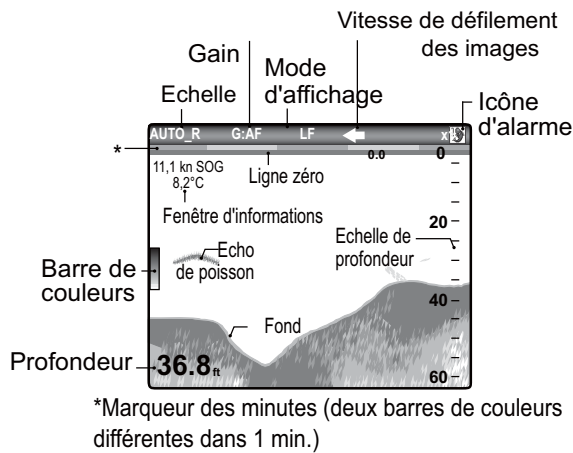 Vitesse de défilement
des images
Gain
Mode
d'affichage
Echelle
Icône
d'alarme
AUTO_R G:AF LF
*
0.0
0
11,1 kn SOG
8,2°C
Ligne zéro
Fenêtre d'informations
20
Echelle de
profondeur
Echo
de poisson
Barre de
couleurs
40
Fond
Profondeur
36.8 ft
60
*Marqueur des minutes (deux barres de couleurs
différentes dans 1 min.)